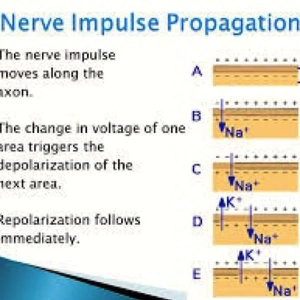 Nerve Impulse Propagation
The nerve impulse
moves along the
axon.
The change in voltage of one
area triggers the
depolarization of the
next area.
Repolarization follows
immediately.
A
B
Na+
C
Na+
D
K+
Na+
E
K+
Na+